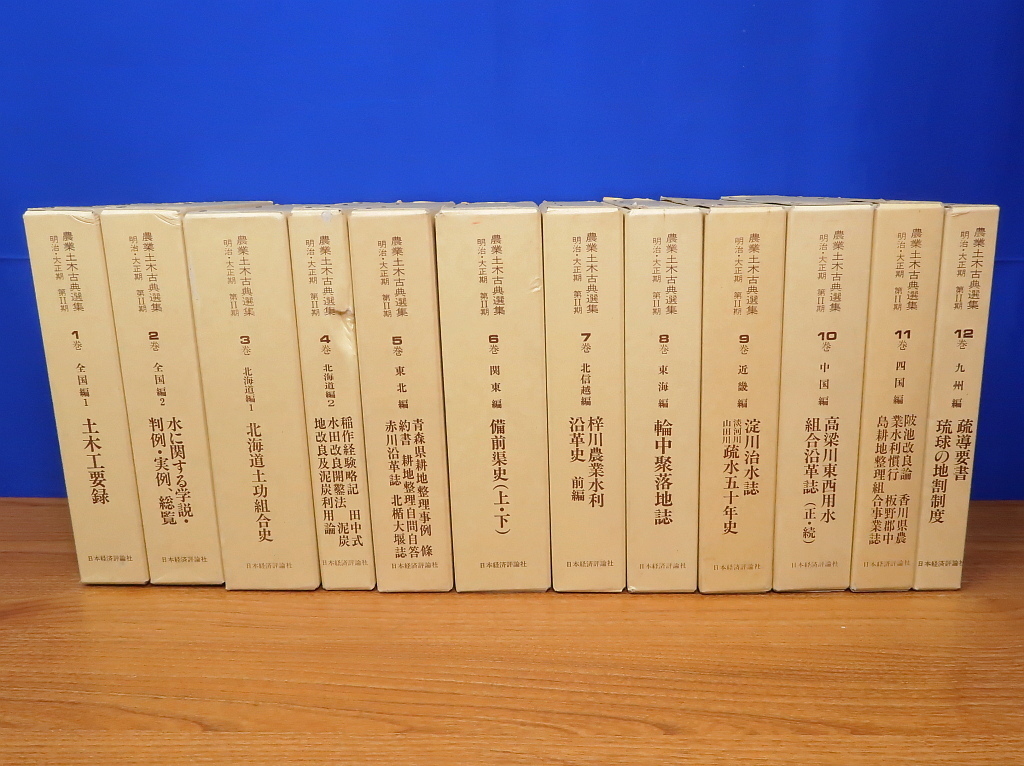 農業土木古典選集
明治・大正期 第II期
1巻
全国編1
土木工要録
日本経済評論社
農業土木古典選集
明治・大正期 第II期
2巻
全国編2
水に関する学説・
判例・実例、総覧
日本経済評論社
農業土木古典選集
明治・大正期 第II期
3巻
北海道編1
北海道土功組合史
日本経済評論社
農業土木古典選集
明治・大正期 第II期
4巻
北海道編2
稲作経験略記 田中式
水田改良開鑿法 泥炭
地改良及泥炭利用論
日本経済評論社
農業土木古典選集
明治・大正期 第II期
5巻
東北編
青森県耕地整理事例 條
約書 耕地整理自問自答
赤川沿革誌 北楯大堰誌
日本経済評論社
農業土木古典選集
明治・大正期 第II期
6巻
関東編
備前渠史(上・下)
日本経済評論社
農業土木古典選集
明治・大正期 第II期
7巻
北信越編
梓川農業水利
沿革史 前編
日本経済評論社
農業土木古典選集
明治・大正期 第II期
8巻
東海編
輪中聚落地誌
日本経済評論社
農業土木古典選集
明治・大正期 第II期
9巻
近畿編
淀川治水誌
淡河川
山田川 疏水五十年史
日本経済評論社
農業土木古典選集
明治・大正期 第II期
10巻
中国編
高梁川東西用水
組合沿革誌(正・続)
日本経済評論社
農業土木古典選集
明治・大正期 第II期
11巻
四国編
陂池改良論 香川県農
業水利慣行 板野郡中
島耕地整理組合事業誌
日本経済評論社
農業土木古典選集
明治・大正期 第II期
12巻
九州編
疏導要書
琉球の地割制度
日本経済評論社